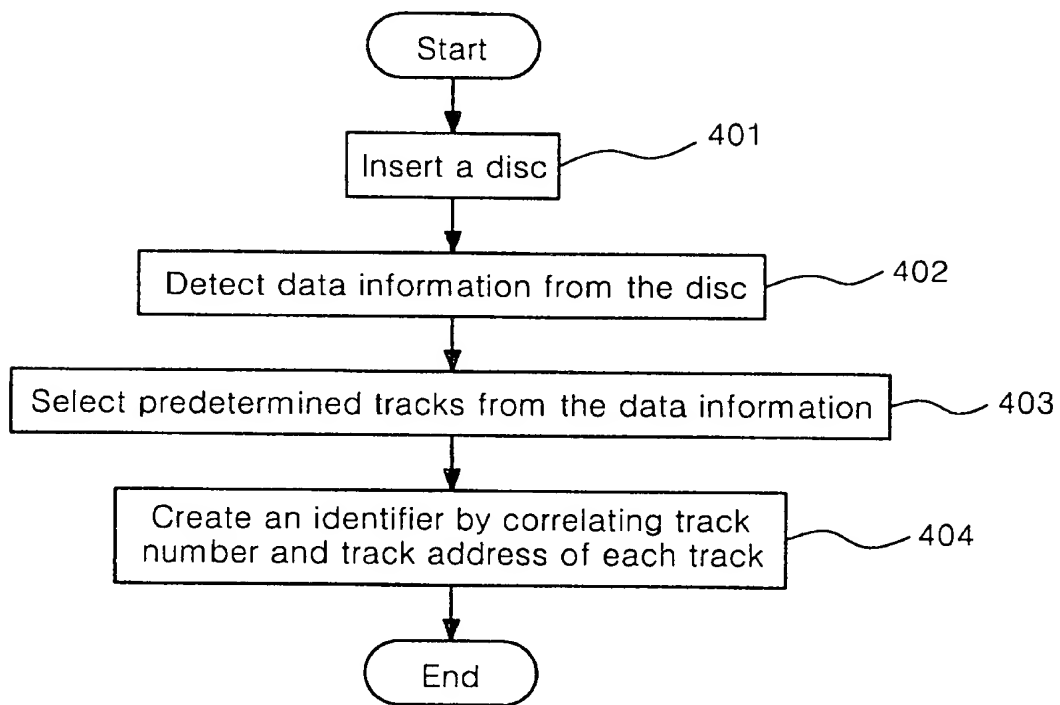 Start
Insert a disc
401
Detect data information from the disc
402
Select predetermined tracks from the data information
403
Create an identifier by correlating track
number and track address of each track
404
End